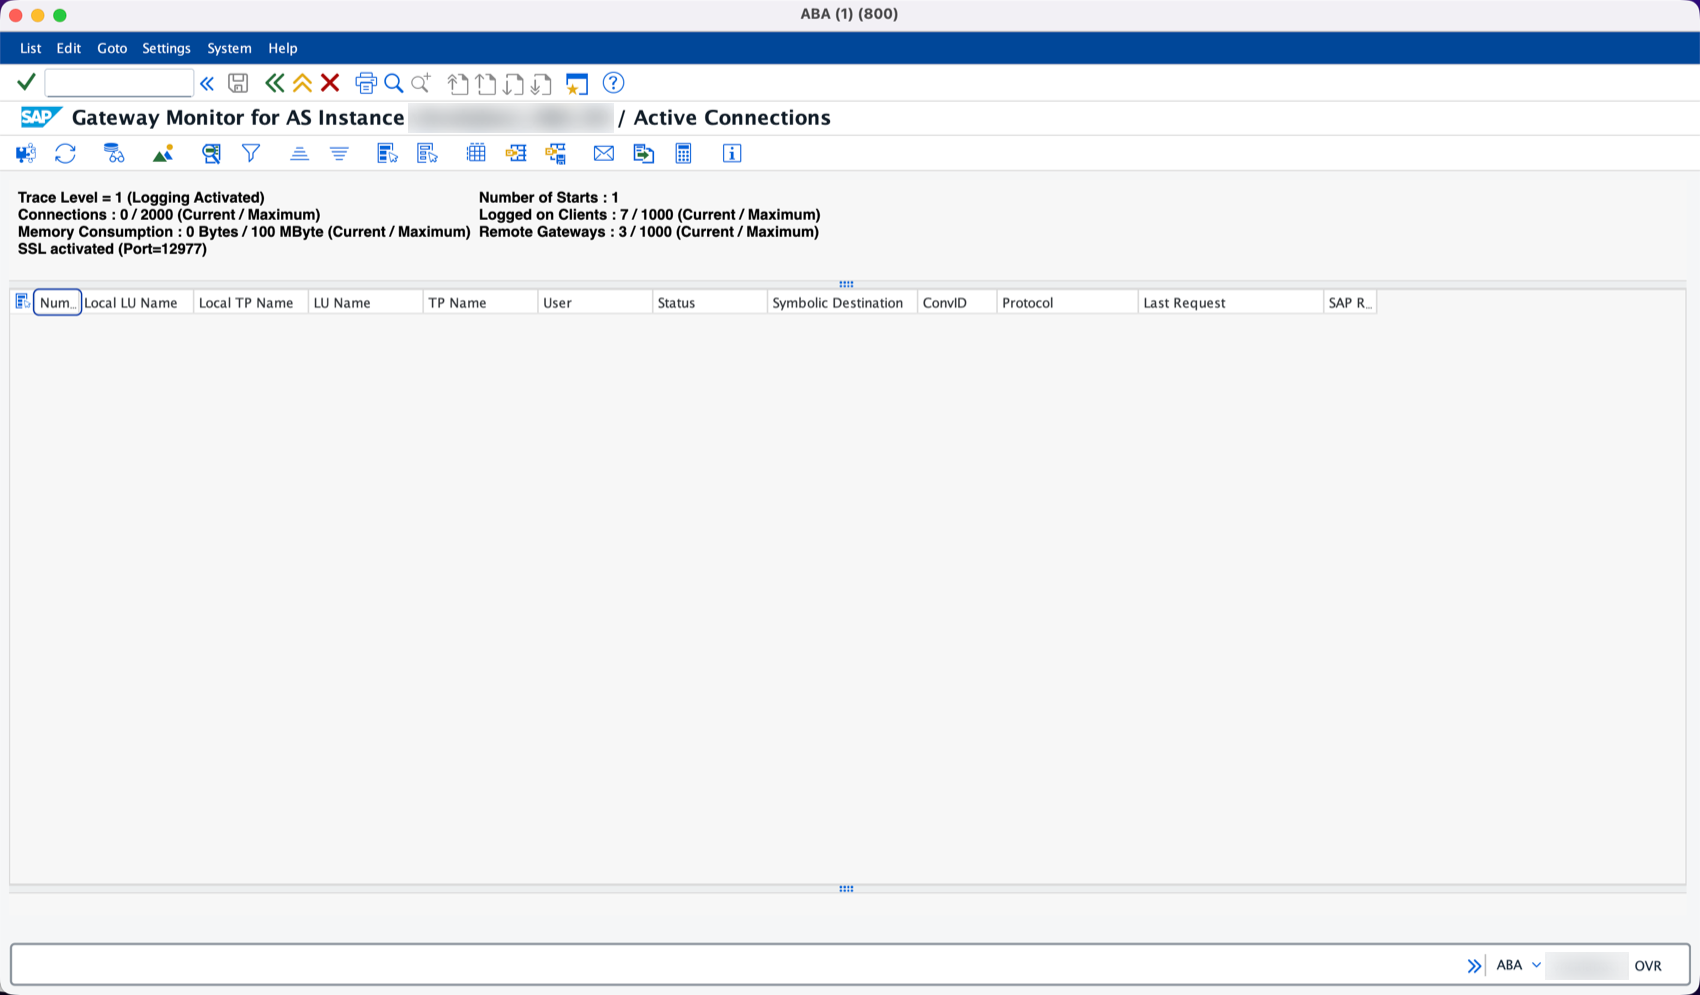 ABA (1) (800)
List Edit Goto Settings System Help
SAP Gateway Monitor for AS Instance / Active Connections
Trace Level = 1 (Logging Activated) Number of Starts : 1
Connections : 0 / 2000 (Current / Maximum) Logged on Clients : 7 / 1000 (Current / Maximum)
Memory Consumption : 0 Bytes / 100 MByte (Current / Maximum) Remote Gateways : 3 / 1000 (Current / Maximum)
SSL activated (Port=12977)
Num... Local LU Name Local TP Name LU Name TP Name User Status Symbolic Destination ConvID Protocol Last Request SAP R...
ABA OVR